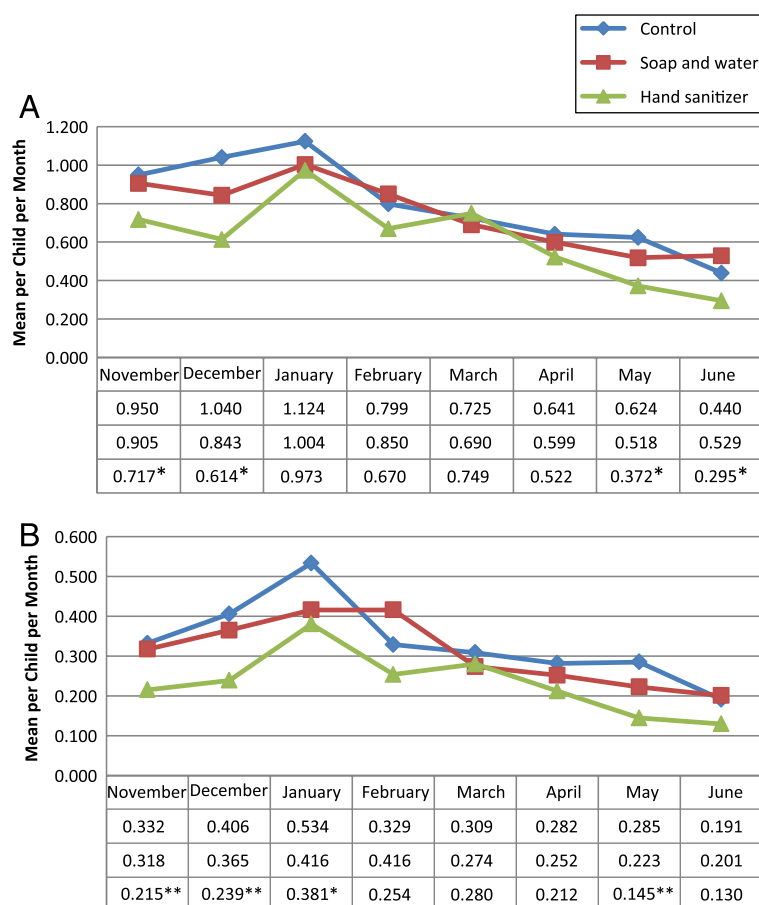 Control
Soap and water
Hand sanitizer
A
Mean per Child per Month
1.200
1.000
0.800
0.600
0.400
0.200
0.000
November December January February March April May June
0.950 1.040 1.124 0.799 0.725 0.641 0.624 0.440
0.905 0.843 1.004 0.850 0.690 0.599 0.518 0.529
0.717* 0.614* 0.973 0.670 0.749 0.522 0.372* 0.295*
B
Mean per Child per Month
0.600
0.500
0.400
0.300
0.200
0.100
0.000
November December January February March April May June
0.332 0.406 0.534 0.329 0.309 0.282 0.285 0.191
0.318 0.365 0.416 0.416 0.274 0.252 0.223 0.201
0.215** 0.239** 0.381* 0.254 0.280 0.212 0.145** 0.130